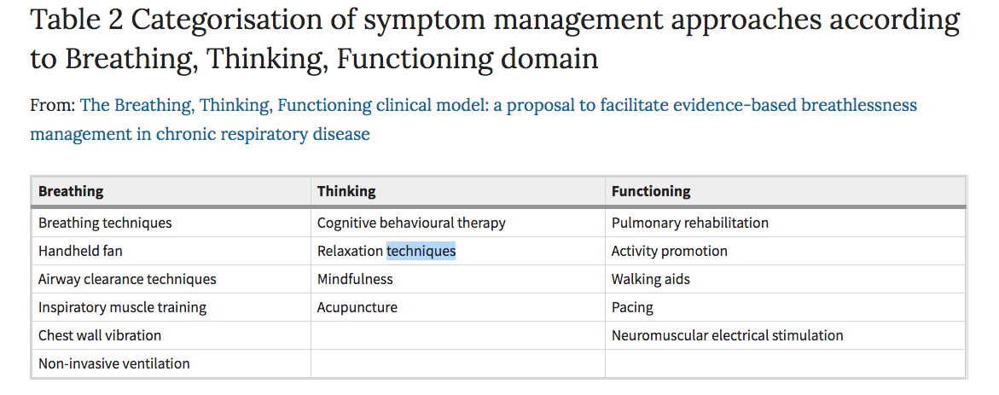 Table 2 Categorisation of symptom management approaches according
to Breathing, Thinking, Functioning domain
From: The Breathing, Thinking, Functioning clinical model: a proposal to facilitate evidence-based breathlessness
management in chronic respiratory disease
Breathing Thinking Functioning
Breathing techniques Cognitive behavioural therapy Pulmonary rehabilitation
Handheld fan Relaxation techniques Activity promotion
Airway clearance techniques Mindfulness Walking aids
Inspiratory muscle training Acupuncture Pacing
Chest wall vibration Neuromuscular electrical stimulation
Non-invasive ventilation